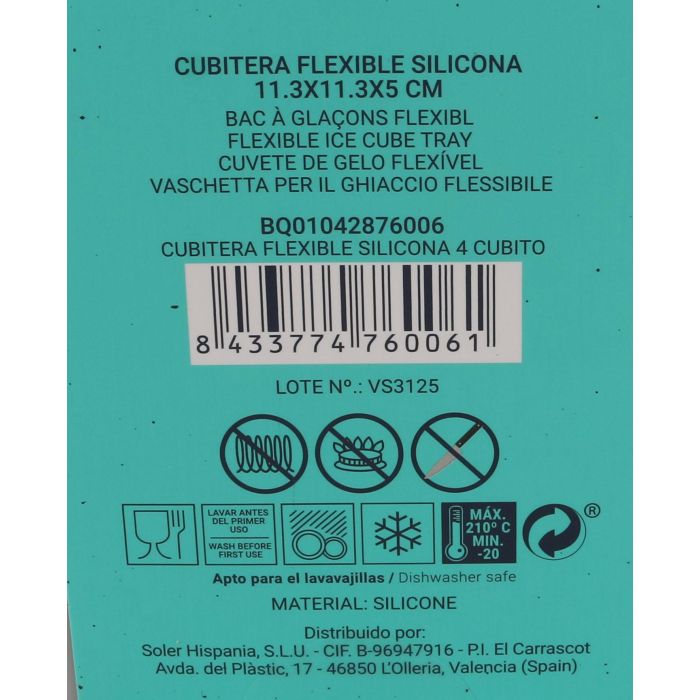 CUBITERA FLEXIBLE SILICONA
11.3X11.3X5 CM
BAC À GLAÇONS FLEXIBL
FLEXIBLE ICE CUBE TRAY
CUVETE DE GELO FLEXÍVEL
VASCHETTA PER IL GHIACCIO FLESSIBILE
BQ01042876006
CUBITERA FLEXIBLE SILICONA 4 CUBITO
8 433774 760061
LOTE Nº.: VS3125
LAVAR ANTES
DEL PRIMER
USO
WASH BEFORE
FIRST USE
MÁX.
210º C
MIN.
-20
®
Apto para el lavavajillas / Dishwasher safe
MATERIAL: SILICONE
Distribuido por:
Soler Hispania, S.L.U. - CIF. B-96947916 - P.I. El Carrascot
Avda. del Plàstic, 17 - 46850 L'Olleria, Valencia (Spain)